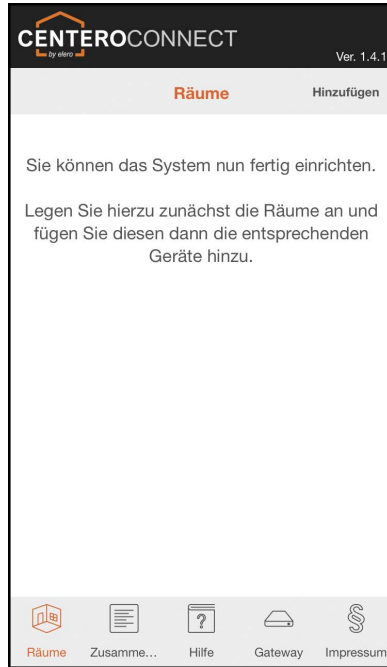 CENTEROCONNECT
by elero
Ver. 1.4.1
Räume
Hinzufügen
Sie können das System nun fertig einrichten.
Legen Sie hierzu zunächst die Räume an und
fügen Sie diesen dann die entsprechenden
Geräte hinzu.
?
§
Räume Zusamme... Hilfe Gateway Impressum